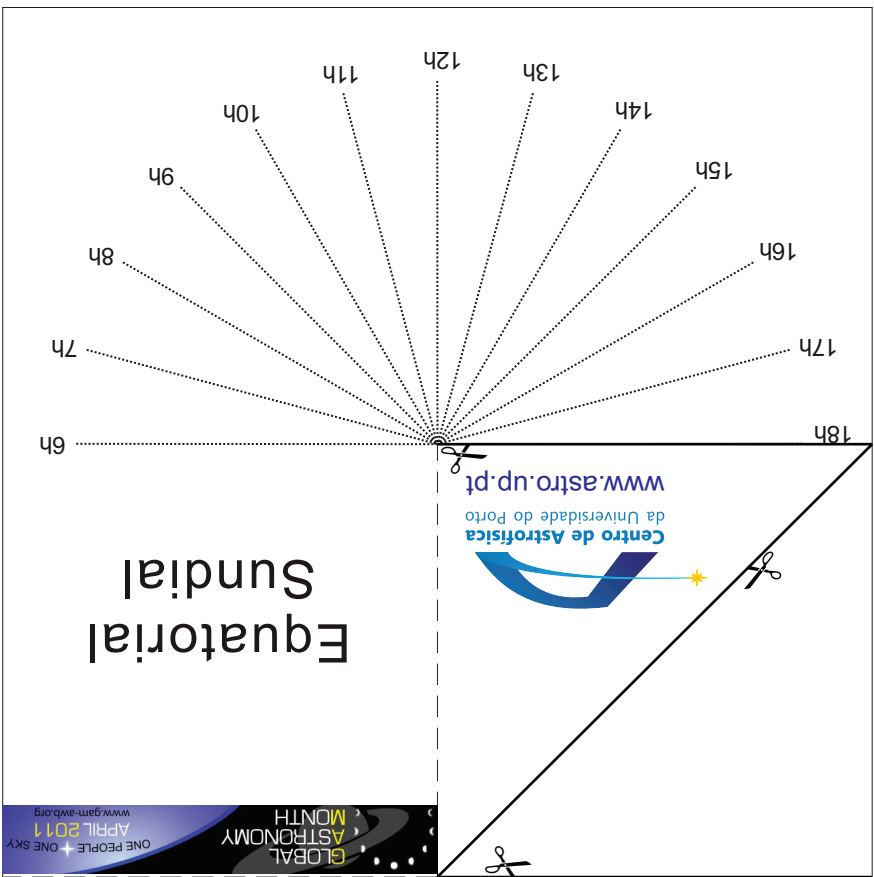 GLOBAL
ASTRONOMY
MONTH
ONE PEOPLE ONE SKY
APRIL 2011
www.gam-awb.org
Equatorial
Sundial
Centro de Astrofísica
da Universidade do Porto
www.astro.up.pt
18h
17h
16h
15h
14h
13h
12h
11h
10h
9h
8h
7h
6h